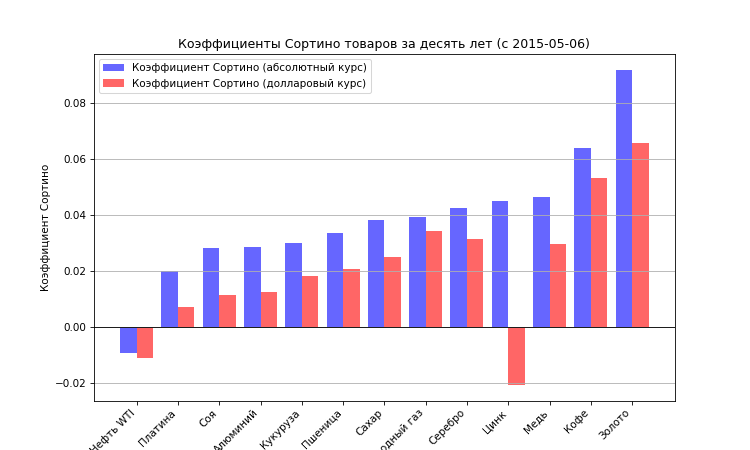 Коэффициенты Сортино товаров за десять лет (с 2015-05-06)
Коэффициент Сортино (абсолютный курс)
Коэффициент Сортино (долларовый курс)
Коэффициент Сортино
0.08
0.06
0.04
0.02
0.00
−0.02
Нефть WTI
Платина
Соя
Алюминий
Кукуруза
Пшеница
Сахар
газ
Серебро
Цинк
Медь
Кофе
Золото